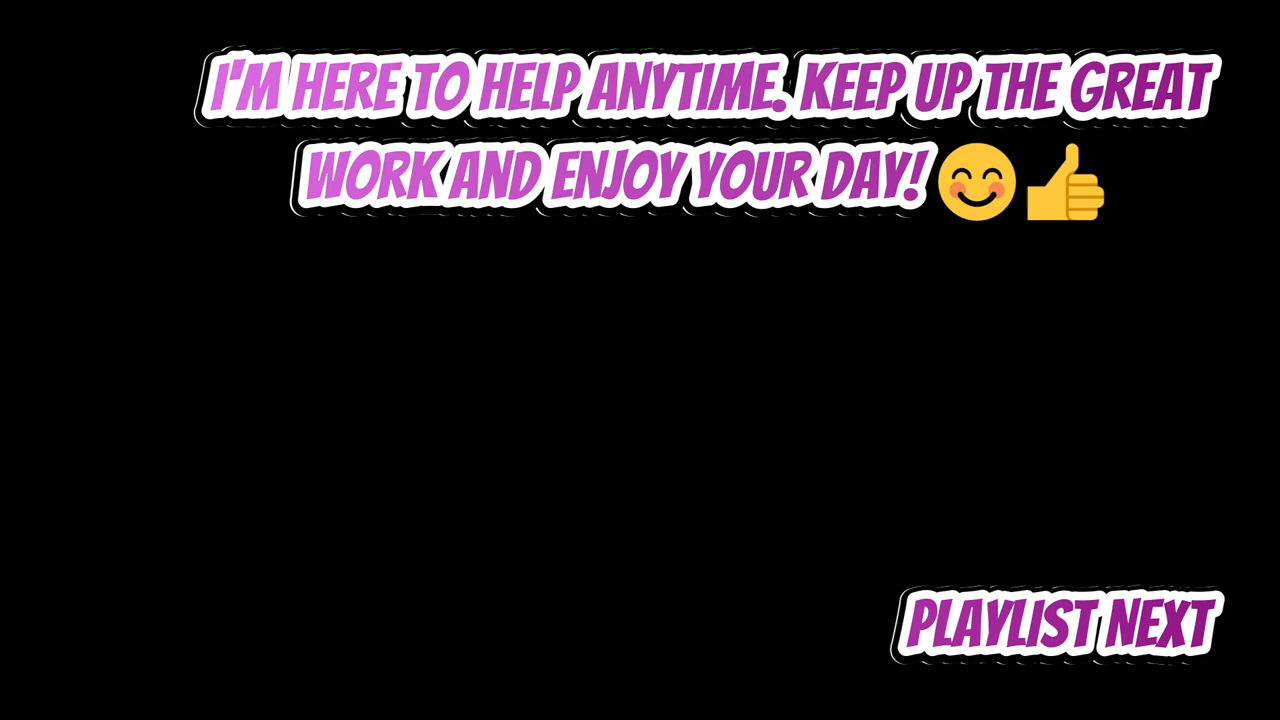 I'M HERE TO HELP ANYTIME. KEEP UP THE GREAT
WORK AND ENJOY YOUR DAY! 😊👍
PLAYLIST NEXT